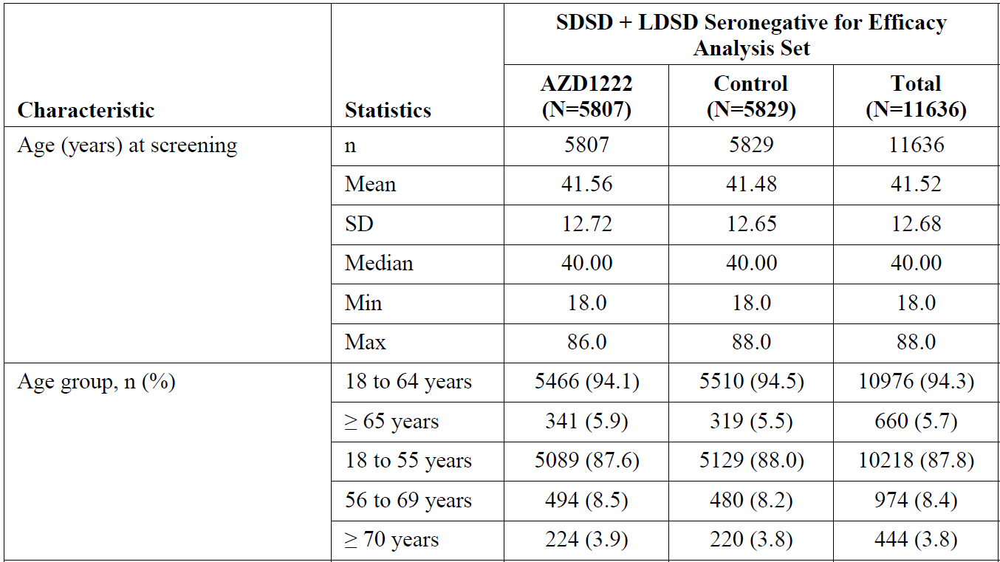 SDSD + LDSD Seronegative for Efficacy
Analysis Set
Characteristic Statistics AZD1222 (N=5807) Control (N=5829) Total (N=11636)
Age (years) at screening n 5807 5829 11636
Mean 41.56 41.48 41.52
SD 12.72 12.65 12.68
Median 40.00 40.00 40.00
Min 18.0 18.0 18.0
Max 86.0 88.0 88.0
Age group, n (%) 18 to 64 years 5466 (94.1) 5510 (94.5) 10976 (94.3)
≥ 65 years 341 (5.9) 319 (5.5) 660 (5.7)
18 to 55 years 5089 (87.6) 5129 (88.0) 10218 (87.8)
56 to 69 years 494 (8.5) 480 (8.2) 974 (8.4)
≥ 70 years 224 (3.9) 220 (3.8) 444 (3.8)